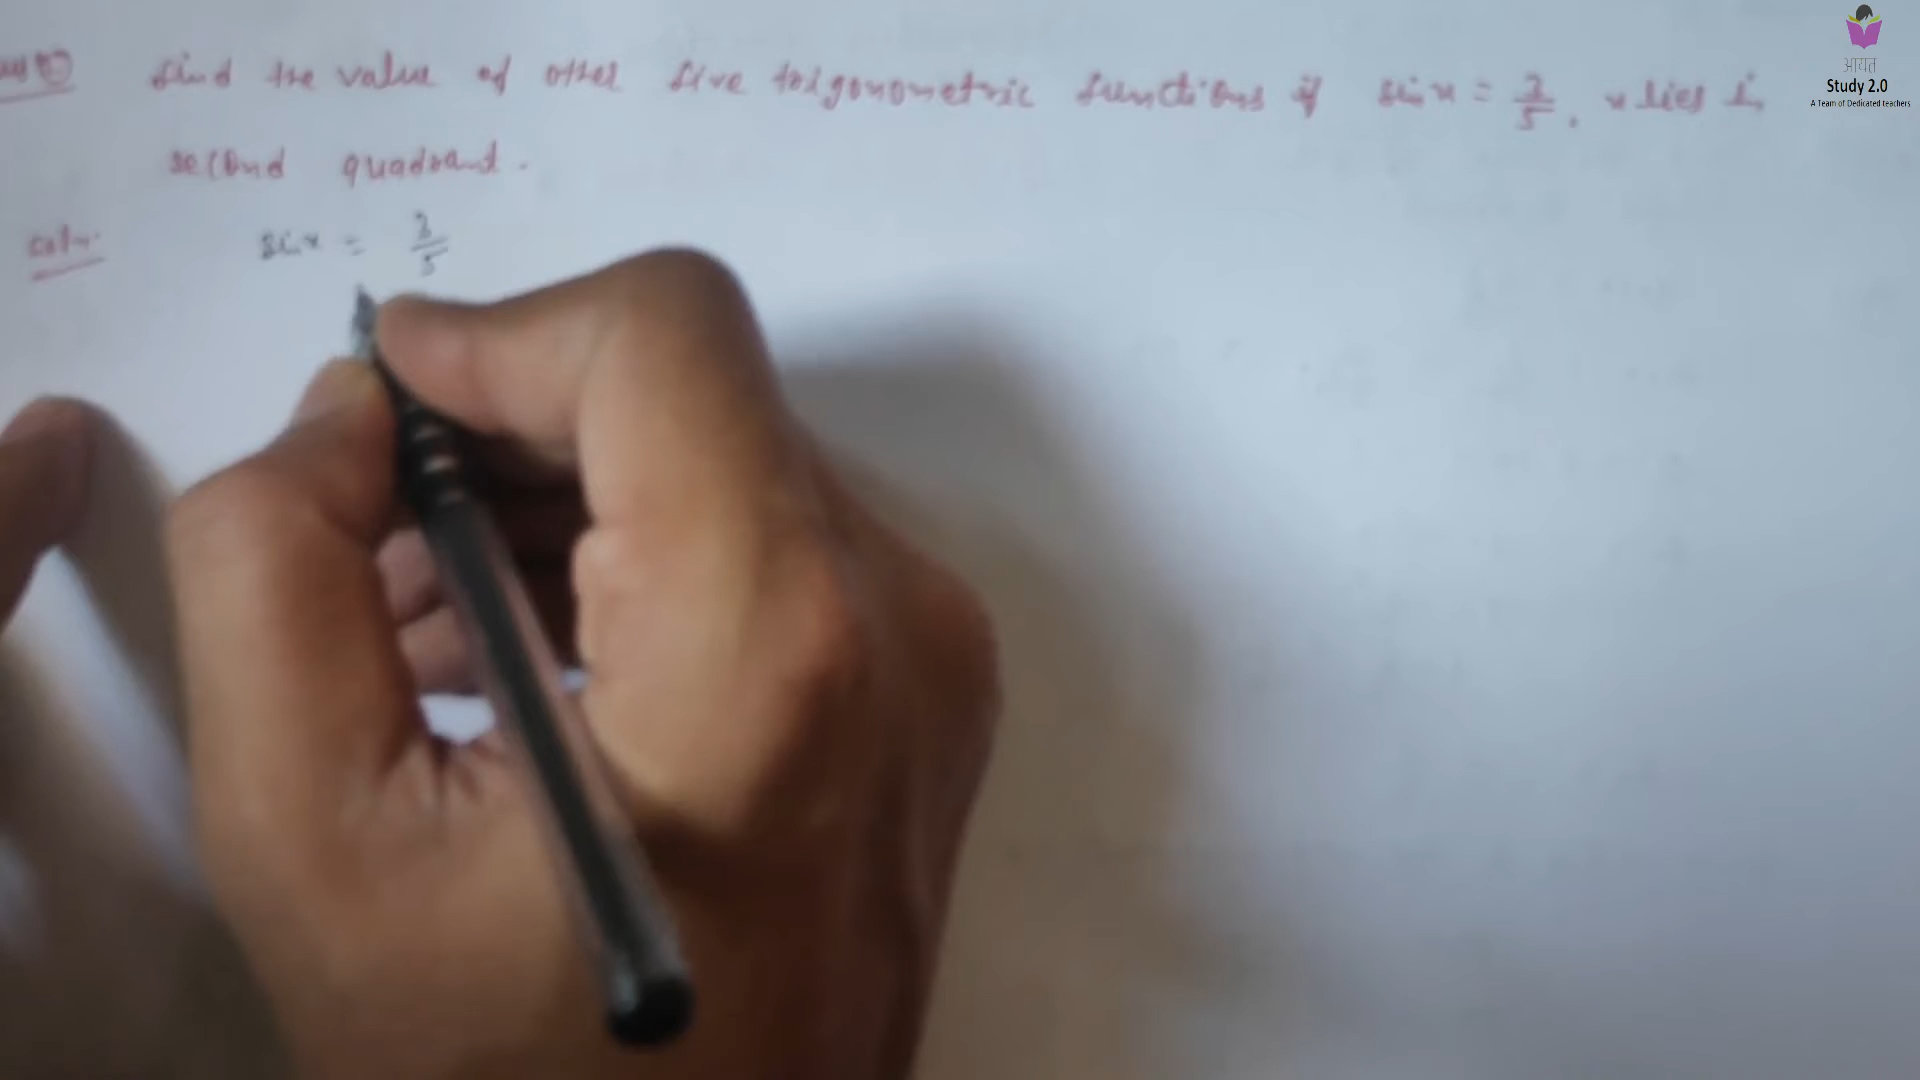 find the value of other five trigonometric functions if sin x = 3/5, x lies in
second quadrant.
Soln.
sin x = 3/5
आयत
Study 2.0
A Team of Dedicated teachers